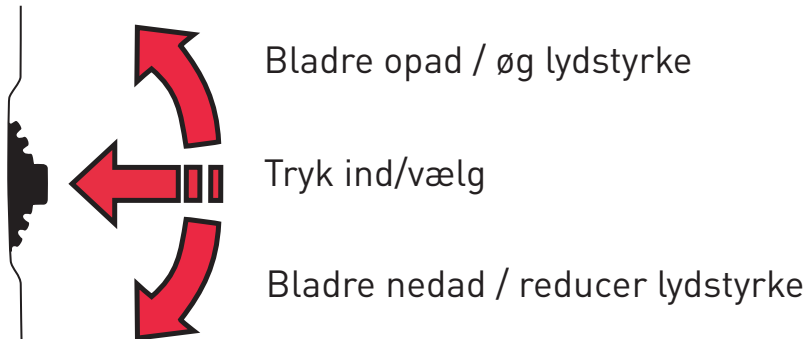 Bladre opad / øg lydstyrke
Tryk ind/vælg
Bladre nedad / reducer lydstyrke